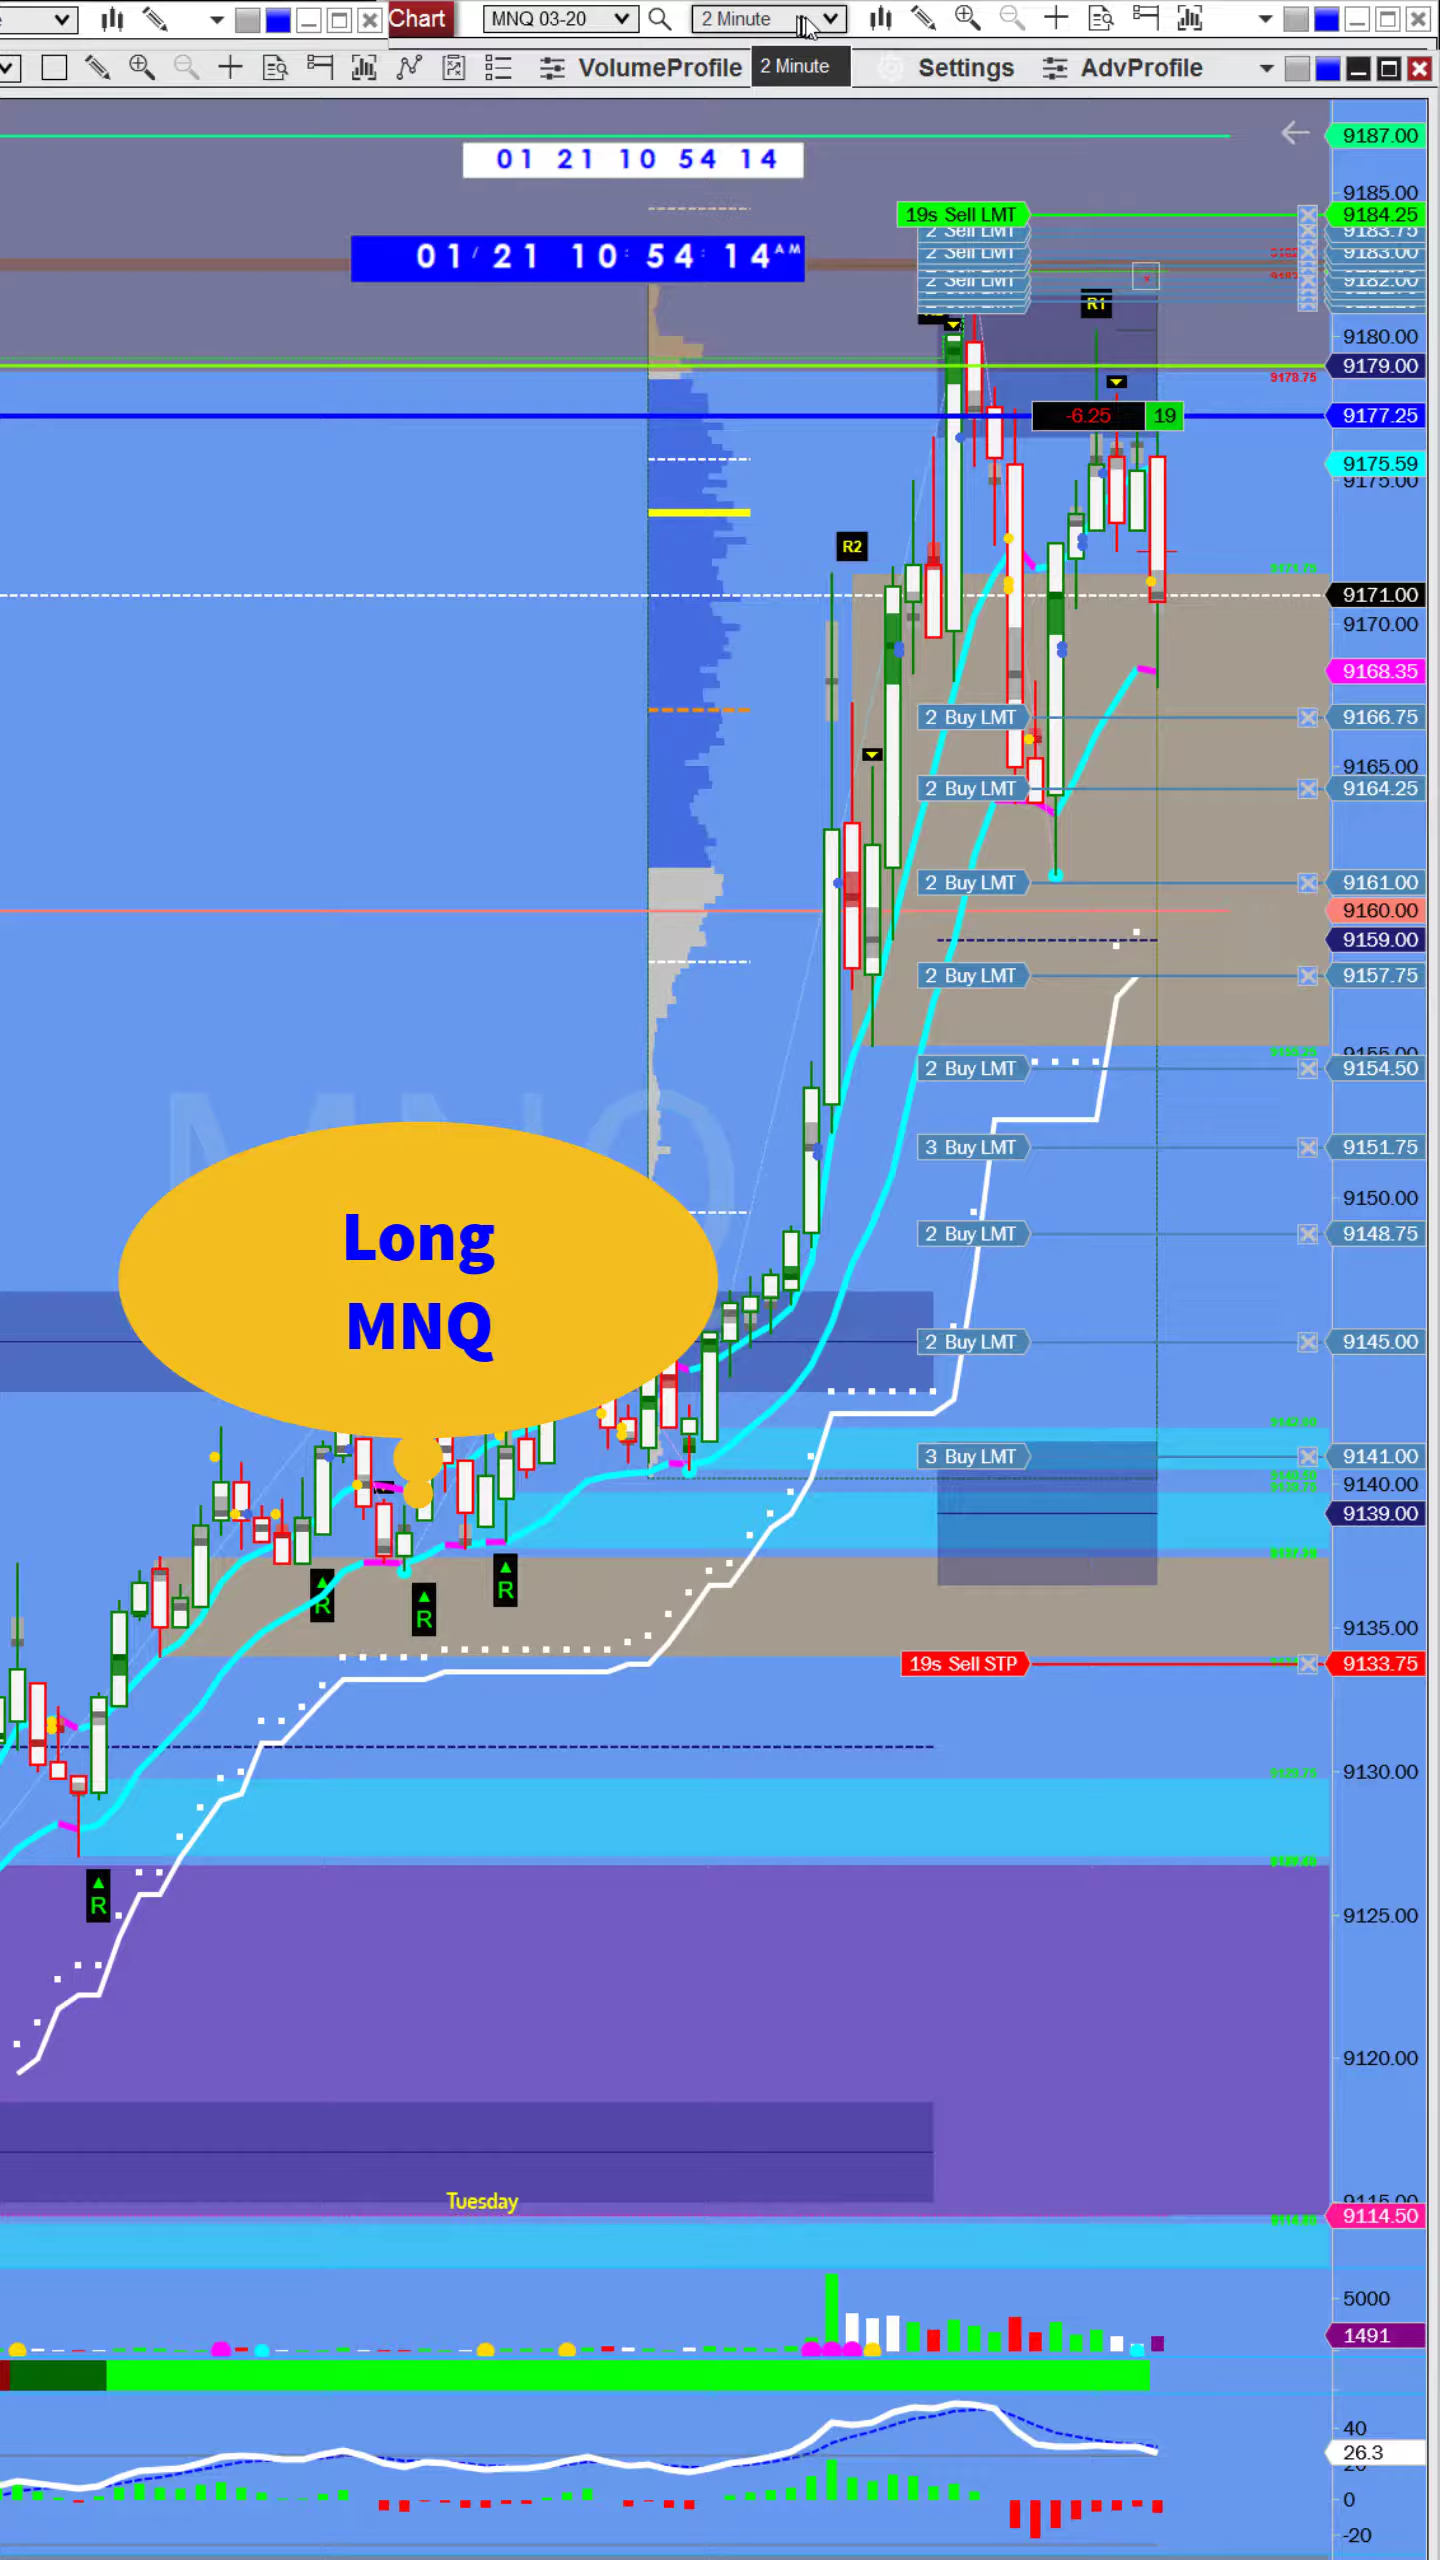 Chart
MNQ 03-20
2 Minute
VolumeProfile
2 Minute
Settings
AdvProfile
01 21 10 54 14
01/ 21 10: 54: 14 AM
9187.00
9185.00
19s Sell LMT
9184.25
2 Sell LMT
9183.75
2 Sell LMT
9183.00
2 Sell LMT
9182.00
R1
9180.00
9179.00
9178.75
-6.25 19
9177.25
9175.59
9175.00
R2
9171.00
9170.00
9168.35
2 Buy LMT
9166.75
9165.00
2 Buy LMT
9164.25
2 Buy LMT
9161.00
9160.00
9159.00
2 Buy LMT
9157.75
9155.00
2 Buy LMT
9154.50
MNQ
3 Buy LMT
9151.75
9150.00
Long
MNQ
2 Buy LMT
9148.75
2 Buy LMT
9145.00
3 Buy LMT
9141.00
9140.00
9139.00
R
R
R
9135.00
19s Sell STP
9133.75
9130.00
R
9125.00
9120.00
Tuesday
9115.00
9114.50
5000
1491
40
26.3
20
0
-20